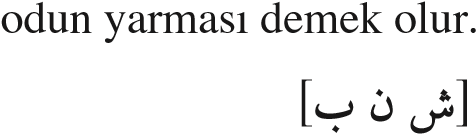 odun yarması demek olur.
[ش ن ب]